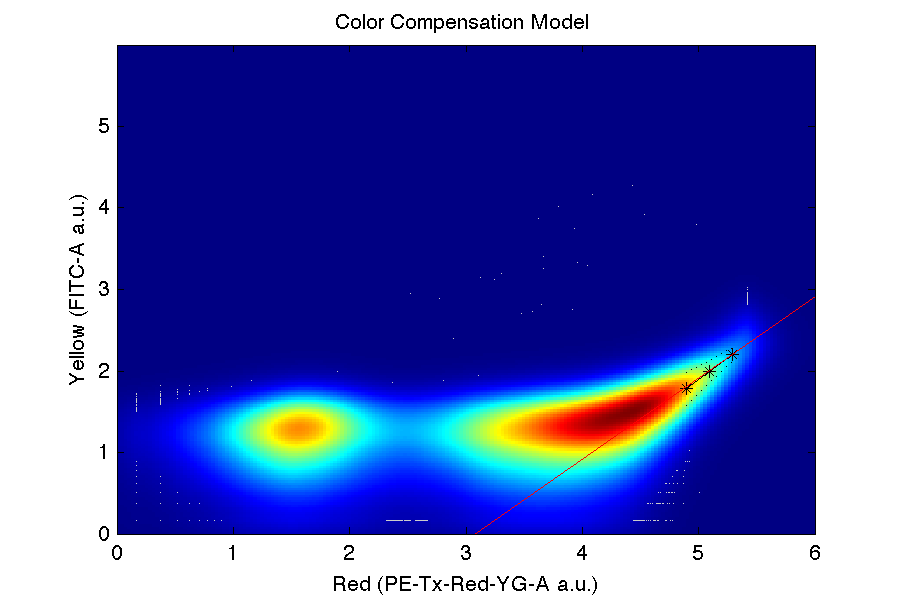 Color Compensation Model
Yellow (FITC-A a.u.)
5
4
3
2
1
0
0 1 2 3 4 5 6
Red (PE-Tx-Red-YG-A a.u.)